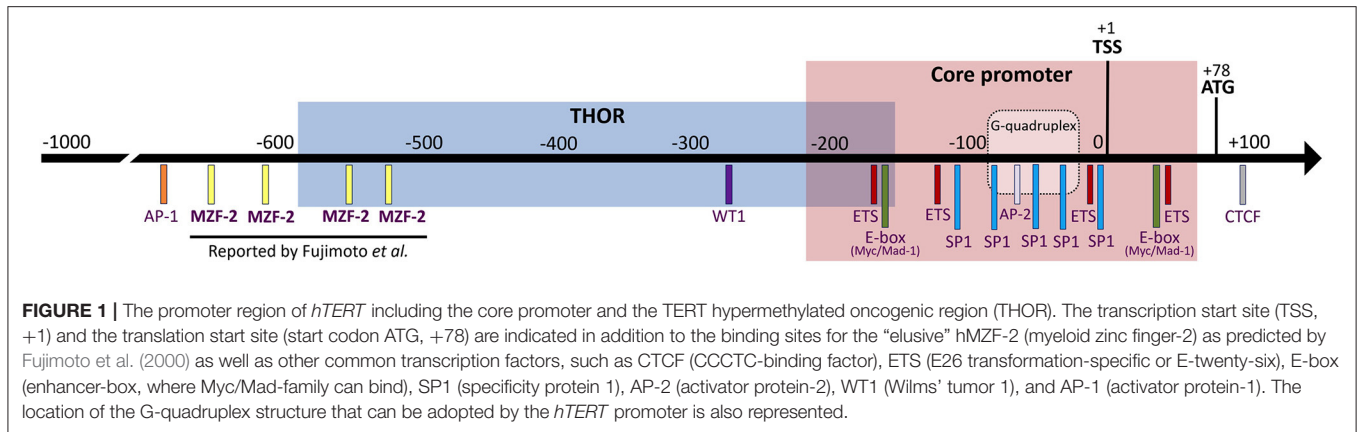 +1
TSS
Core promoter
+78
ATG
THOR
G-quadruplex
-1000 -600 -500 -400 -300 -200 -100 0 +100
AP-1 MZF-2 MZF-2 MZF-2 MZF-2 WT1 ETS ETS AP-2 ETS ETS CTCF
E-box SP1 SP1 SP1 SP1 SP1 E-box
(Myc/Mad-1) (Myc/Mad-1)
Reported by Fujimoto et al.
FIGURE 1 | The promoter region of hTERT including the core promoter and the TERT hypermethylated oncogenic region (THOR). The transcription start site (TSS,
+1) and the translation start site (start codon ATG, +78) are indicated in addition to the binding sites for the “elusive” hMZF-2 (myeloid zinc finger-2) as predicted by
Fujimoto et al. (2000) as well as other common transcription factors, such as CTCF (CCCTC-binding factor), ETS (E26 transformation-specific or E-twenty-six), E-box
(enhancer-box, where Myc/Mad-family can bind), SP1 (specificity protein 1), AP-2 (activator protein-2), WT1 (Wilms’ tumor 1), and AP-1 (activator protein-1). The
location of the G-quadruplex structure that can be adopted by the hTERT promoter is also represented.